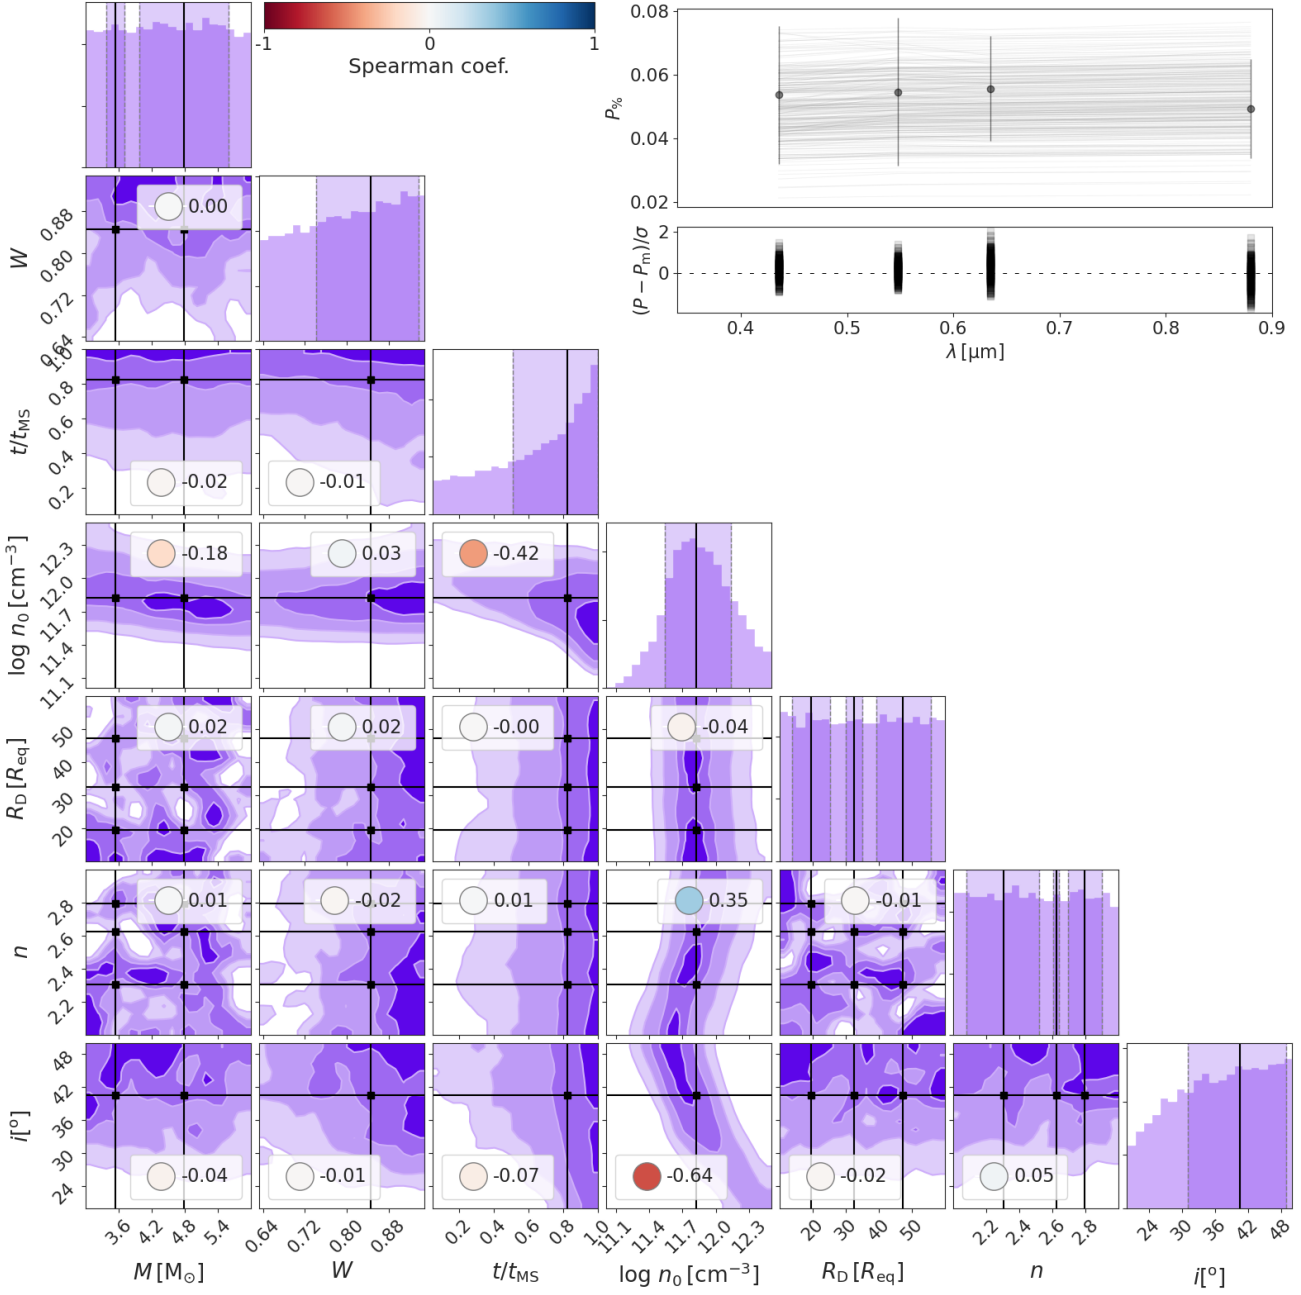 -1 0 1
Spearman coef.
0.08
0.06
0.04
0.02
P%
2
0
(P − Pm)/σ
0.4 0.5 0.6 0.7 0.8 0.9
λ [µm]
0.00
0.88
0.80
0.72
0.64
W
-0.02 -0.01
1.0
0.8
0.6
0.4
0.2
t/tMS
-0.18 0.03 -0.42
12.3
12.0
11.7
11.4
11.1
log n0 [cm−3]
0.02 0.02 -0.00 -0.04
50
40
30
20
RD [Req]
0.01 -0.02 0.01 0.35 -0.01
2.8
2.6
2.4
2.2
n
-0.04 -0.01 -0.07 -0.64 -0.02 0.05
48
42
36
30
24
i[°]
3.6 4.2 4.8 5.4 0.64 0.72 0.80 0.88 0.2 0.4 0.6 0.8 1.0 11.1 11.4 11.7 12.0 12.3 20 30 40 50 2.2 2.4 2.6 2.8 24 30 36 42 48
M [M⊙] W t/tMS log n0 [cm−3] RD [Req] n i[°]